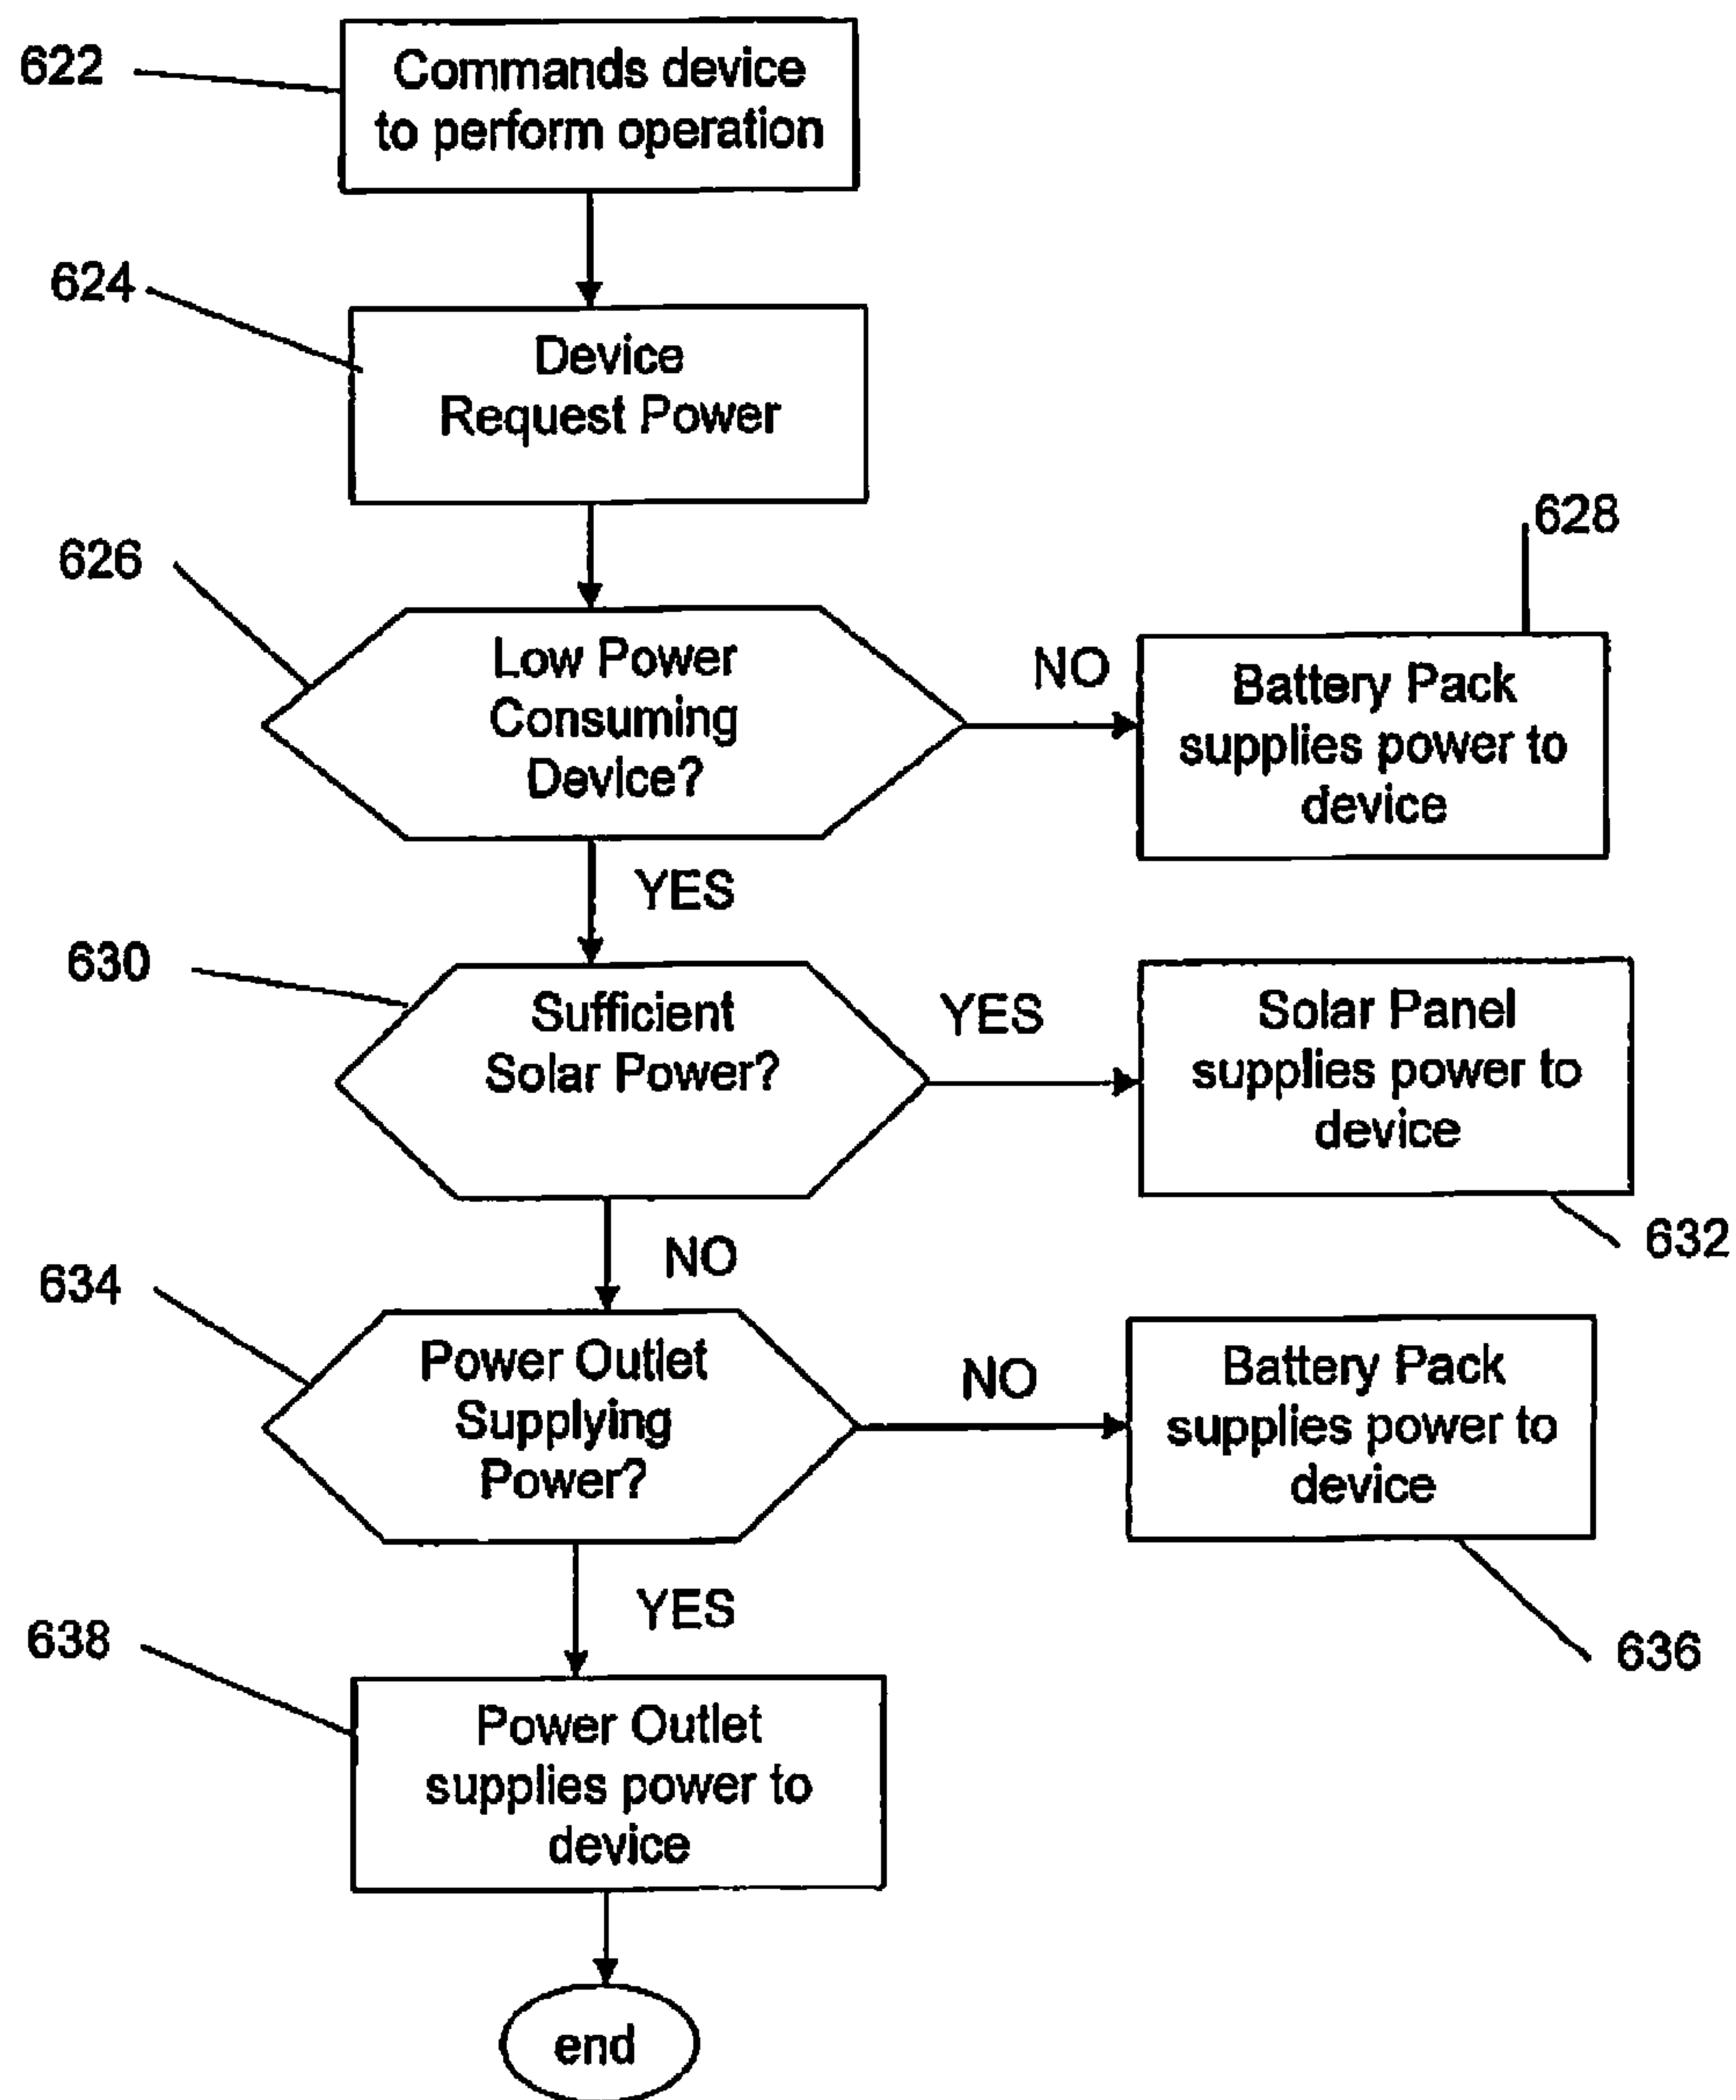 622
Commands device
to perform operation
624
Device
Request Power
626
Low Power
Consuming
Device?
NO
628
Battery Pack
supplies power to
device
YES
630
Sufficient
Solar Power?
YES
Solar Panel
supplies power to
device
632
NO
634
Power Outlet
Supplying
Power?
NO
Battery Pack
supplies power to
device
636
YES
638
Power Outlet
supplies power to
device
end